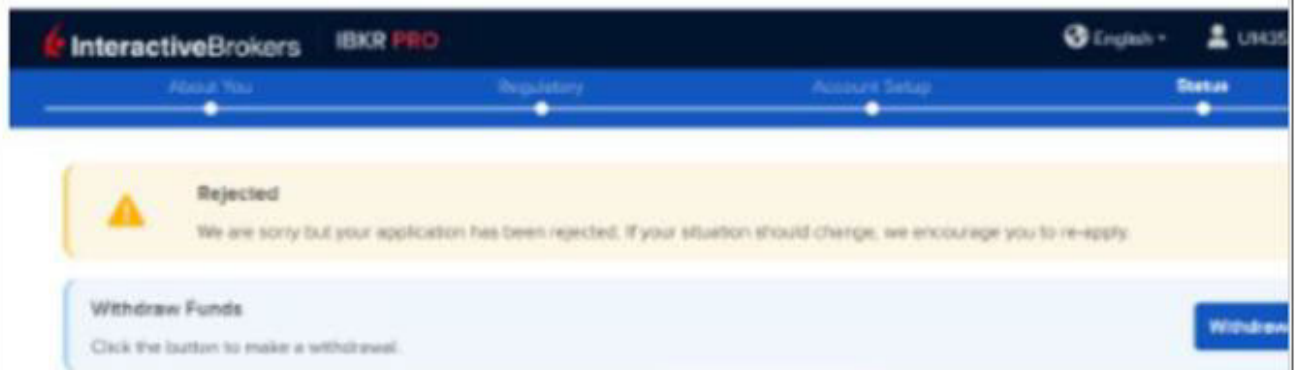 InteractiveBrokers IBKR PRO English U1435
About You Regulatory Account Setup Status
Rejected
We are sorry but your application has been rejected. If your situation should change, we encourage you to re-apply.
Withdraw Funds
Withdraw
Click the button to make a withdrawal.